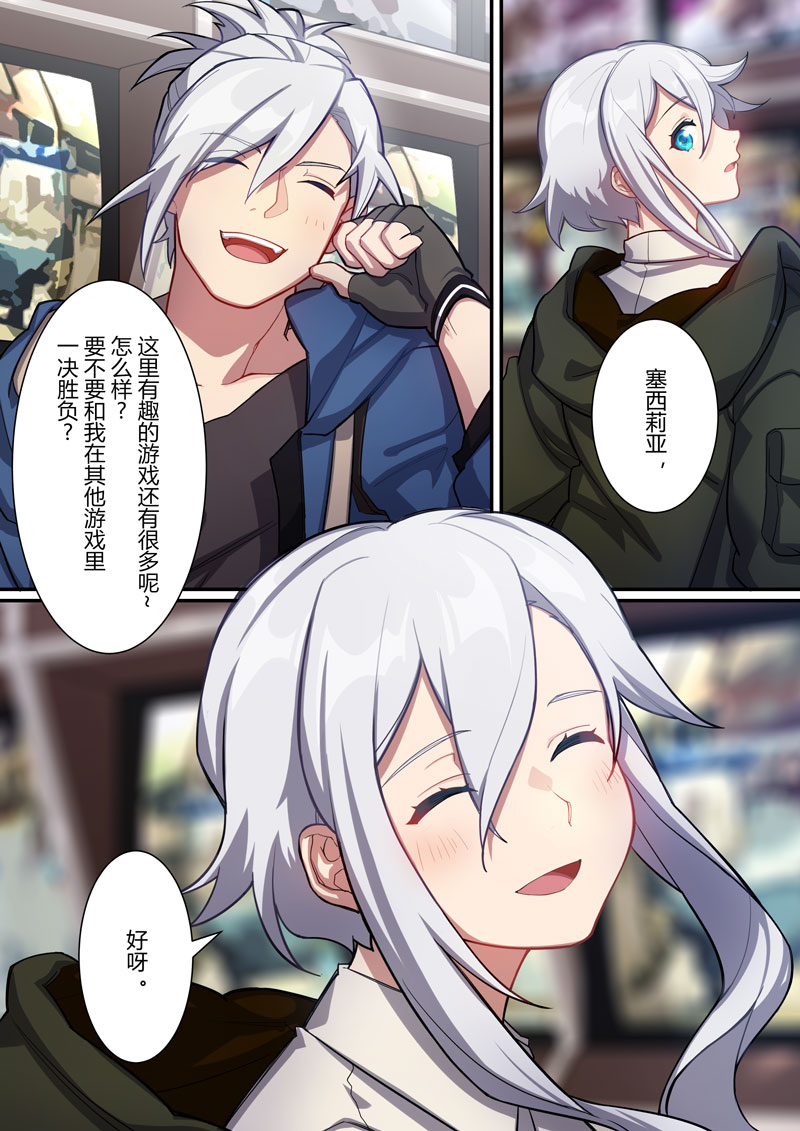 塞西莉亚，
这里有趣的游戏还有很多呢~
怎么样？
要不要和我在其他游戏里
一决胜负？
好呀。